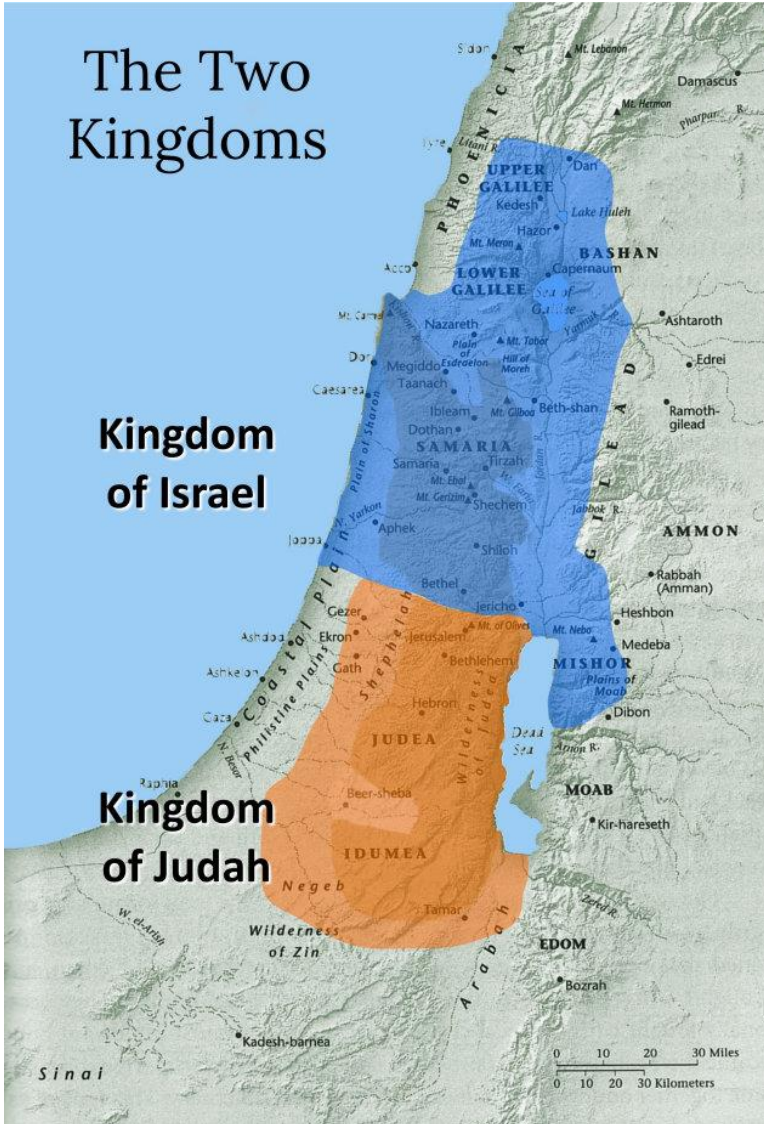 The Two
Kingdoms
Sidon
Mt. Lebanon
Damascus
Mt. Hermon
Pharpar R.
PHOENICIA
Tyre
Litani R.
Dan
UPPER
GALILEE
Kedesh
Lake Huleh
Hazor
Mt. Meron
BASHAN
Acco
LOWER
GALILEE
Capernaum
Sea of
Galilee
Mt. Carmel
Kishon R.
Nazareth
Yarmuk
Ashtaroth
Plain
of
Esdraelon
Mt. Tabor
Hill of
Moreh
Dor
Megiddo
Taanach
Edrei
Caesarea
Ibleam
Mt. Gilboa
Beth-shan
Ramoth-
gilead
Dothan
Kingdom
of Israel
Plain of Sharon
SAMARIA
Jordan R.
GILEAD
Samaria
Tirzah
Mt. Ebal
W. Faria
Mt. Gerizim
Shechem
Jabbok R.
N. Yarkon
Aphek
AMMON
Joppa
Shiloh
Bethel
Rabbah
(Amman)
Jericho
Gezer
Heshbon
Coastal Plain
Ashdod
Ekron
Shephelah
Jerusalem
Mt. of Olives
Mt. Nebo
Medeba
Gath
Bethlehem
MISHOR
Ashkelon
Philistine Plains
Plains of
Moab
Hebron
Dibon
Gaza
JUDEA
Wilderness
of Judea
Dead
Sea
Arnon R.
N. Besor
Raphia
MOAB
Kingdom
of Judah
Beer-sheba
Kir-hareseth
IDUMEA
Negeb
Zered R.
W. el-Arish
Wilderness
of Zin
Tamar
Arabah
EDOM
Bozrah
Kadesh-barnea
Sinai
0 10 20 30 Miles
0 10 20 30 Kilometers